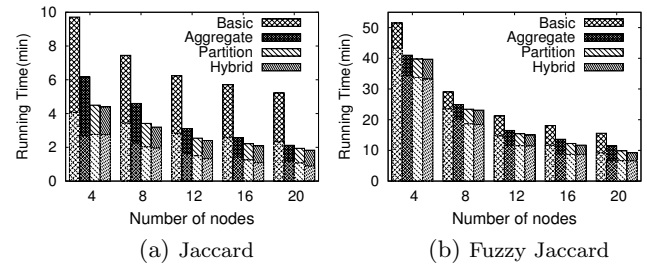 Running Time(min)
10
8
6
4
2
0
Basic
Aggregate
Partition
Hybrid
4 8 12 16 20
Number of nodes
(a) Jaccard
Running Time(min)
50
40
30
20
10
0
Basic
Aggregate
Partition
Hybrid
4 8 12 16 20
Number of nodes
(b) Fuzzy Jaccard